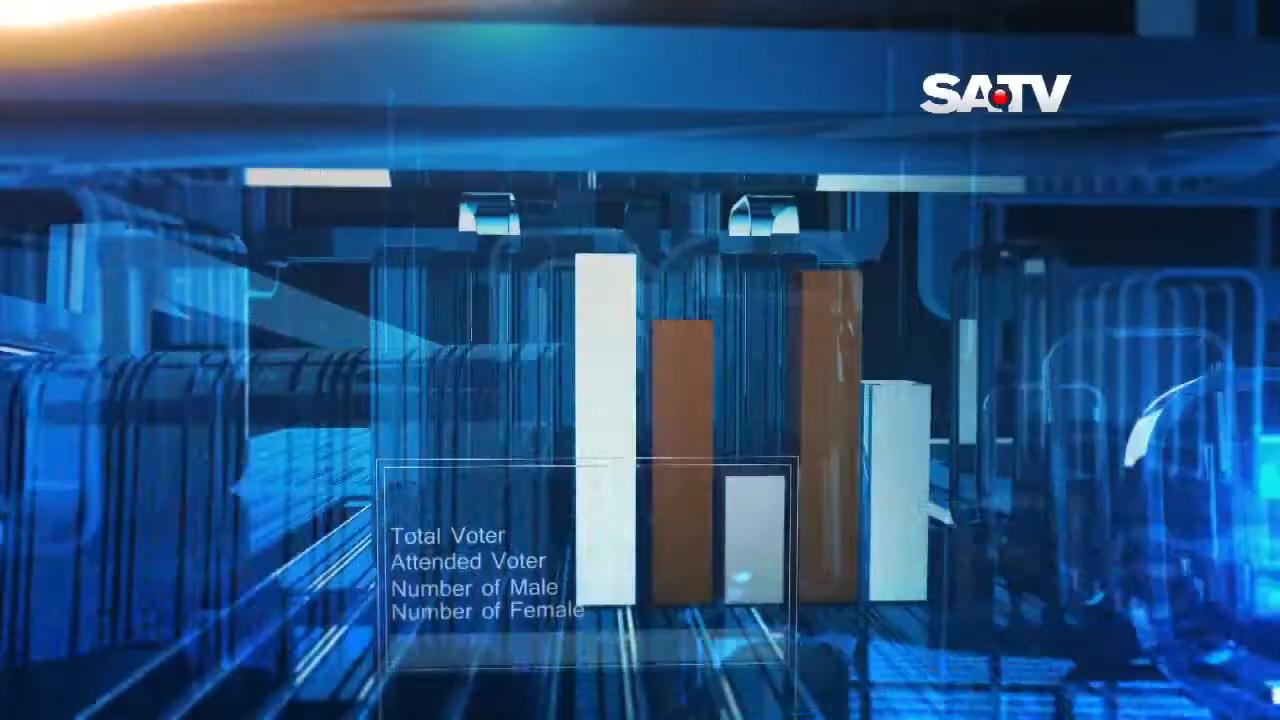 SATV
Total Voter
Attended Voter
Number of Male
Number of Female